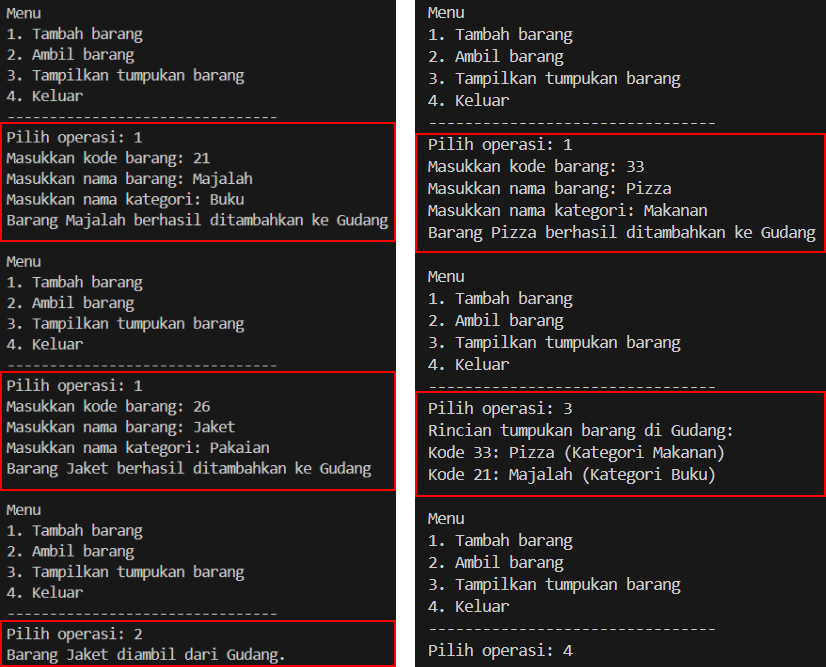 Menu
1. Tambah barang
2. Ambil barang
3. Tampilkan tumpukan barang
4. Keluar
--------------------------------
Pilih operasi: 1
Masukkan kode barang: 21
Masukkan nama barang: Majalah
Masukkan nama kategori: Buku
Barang Majalah berhasil ditambahkan ke Gudang
Menu
1. Tambah barang
2. Ambil barang
3. Tampilkan tumpukan barang
4. Keluar
--------------------------------
Pilih operasi: 1
Masukkan kode barang: 26
Masukkan nama barang: Jaket
Masukkan nama kategori: Pakaian
Barang Jaket berhasil ditambahkan ke Gudang
Menu
1. Tambah barang
2. Ambil barang
3. Tampilkan tumpukan barang
4. Keluar
--------------------------------
Pilih operasi: 2
Barang Jaket diambil dari Gudang.
Menu
1. Tambah barang
2. Ambil barang
3. Tampilkan tumpukan barang
4. Keluar
--------------------------------
Pilih operasi: 1
Masukkan kode barang: 33
Masukkan nama barang: Pizza
Masukkan nama kategori: Makanan
Barang Pizza berhasil ditambahkan ke Gudang
Menu
1. Tambah barang
2. Ambil barang
3. Tampilkan tumpukan barang
4. Keluar
--------------------------------
Pilih operasi: 3
Rincian tumpukan barang di Gudang:
Kode 33: Pizza (Kategori Makanan)
Kode 21: Majalah (Kategori Buku)
Menu
1. Tambah barang
2. Ambil barang
3. Tampilkan tumpukan barang
4. Keluar
--------------------------------
Pilih operasi: 4